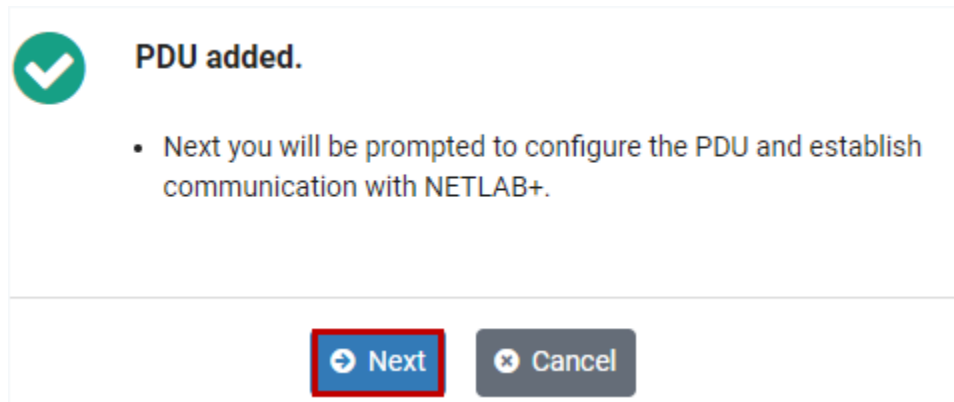 PDU added.
• Next you will be prompted to configure the PDU and establish
communication with NETLAB+.
Next
Cancel